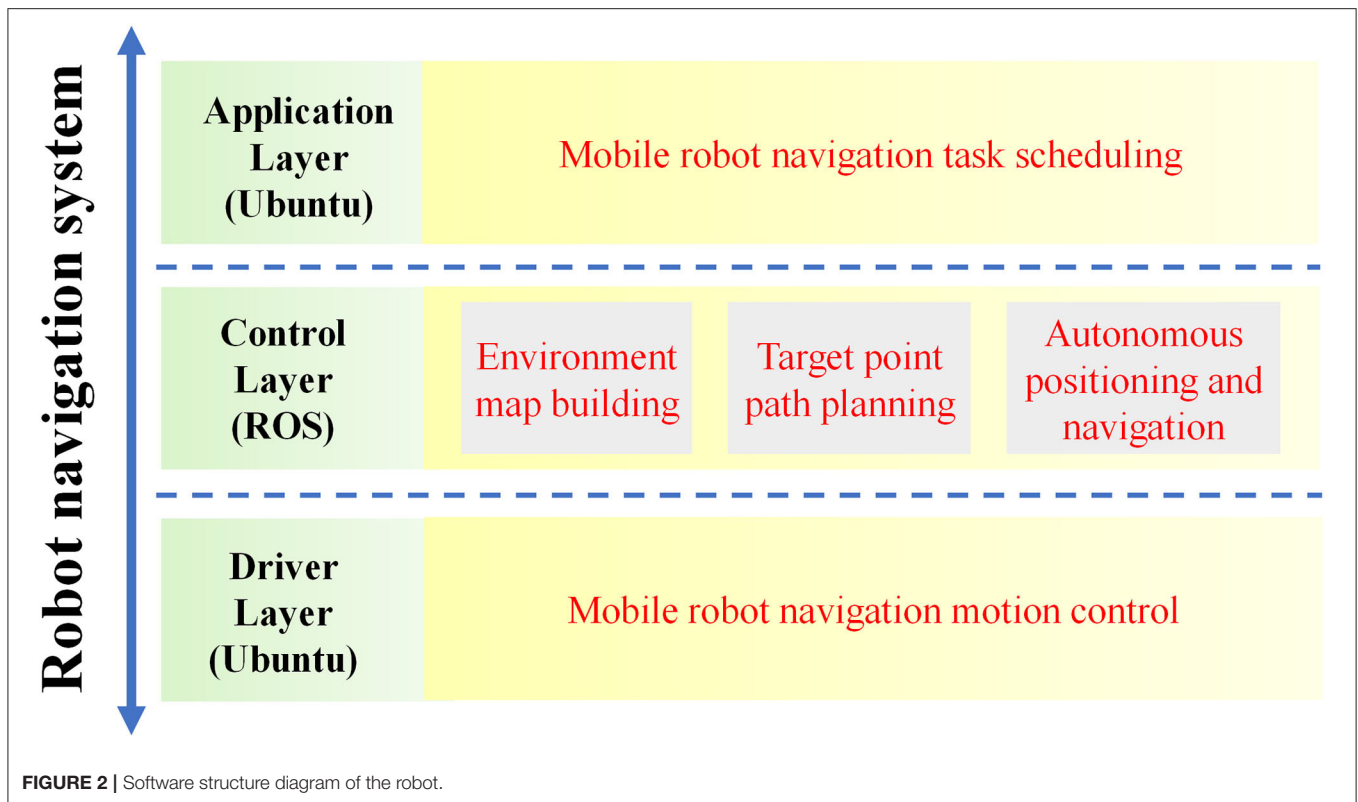 Robot navigation system
Application
Layer
(Ubuntu)
Mobile robot navigation task scheduling
Control
Layer
(ROS)
Environment
map building
Target point
path planning
Autonomous
positioning and
navigation
Driver
Layer
(Ubuntu)
Mobile robot navigation motion control
FIGURE 2 | Software structure diagram of the robot.